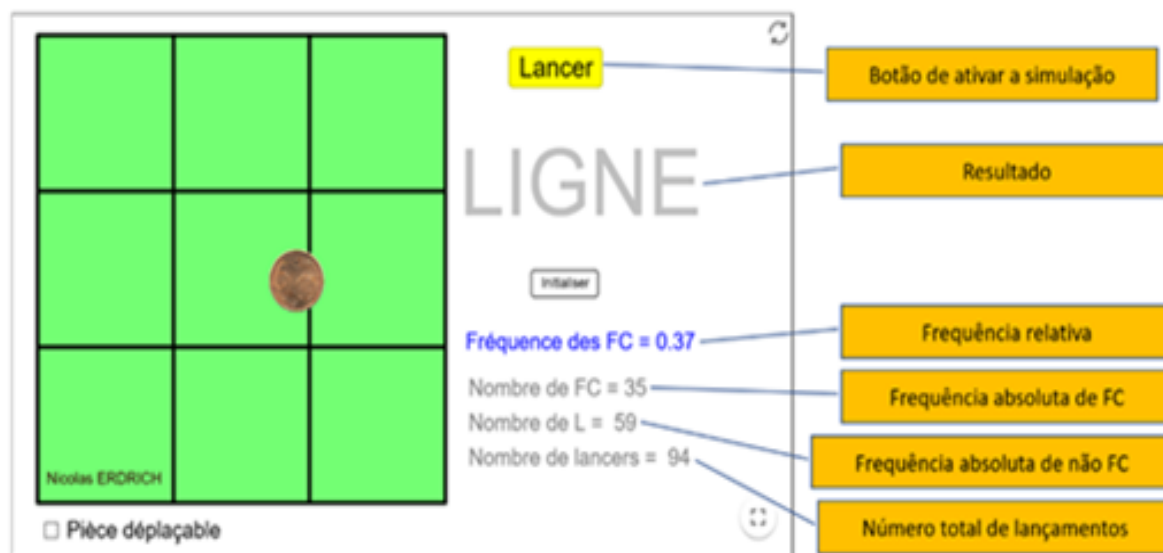 Lancer
Botão de ativar a simulação
LIGNE
Resultado
Initialiser
Fréquence des FC = 0.37
Frequência relativa
Nombre de FC = 35
Frequência absoluta de FC
Nombre de L = 59
Frequência absoluta de não FC
Nombre de lancers = 94
Número total de lançamentos
Nicolas ERDRICH
Pièce déplaçable